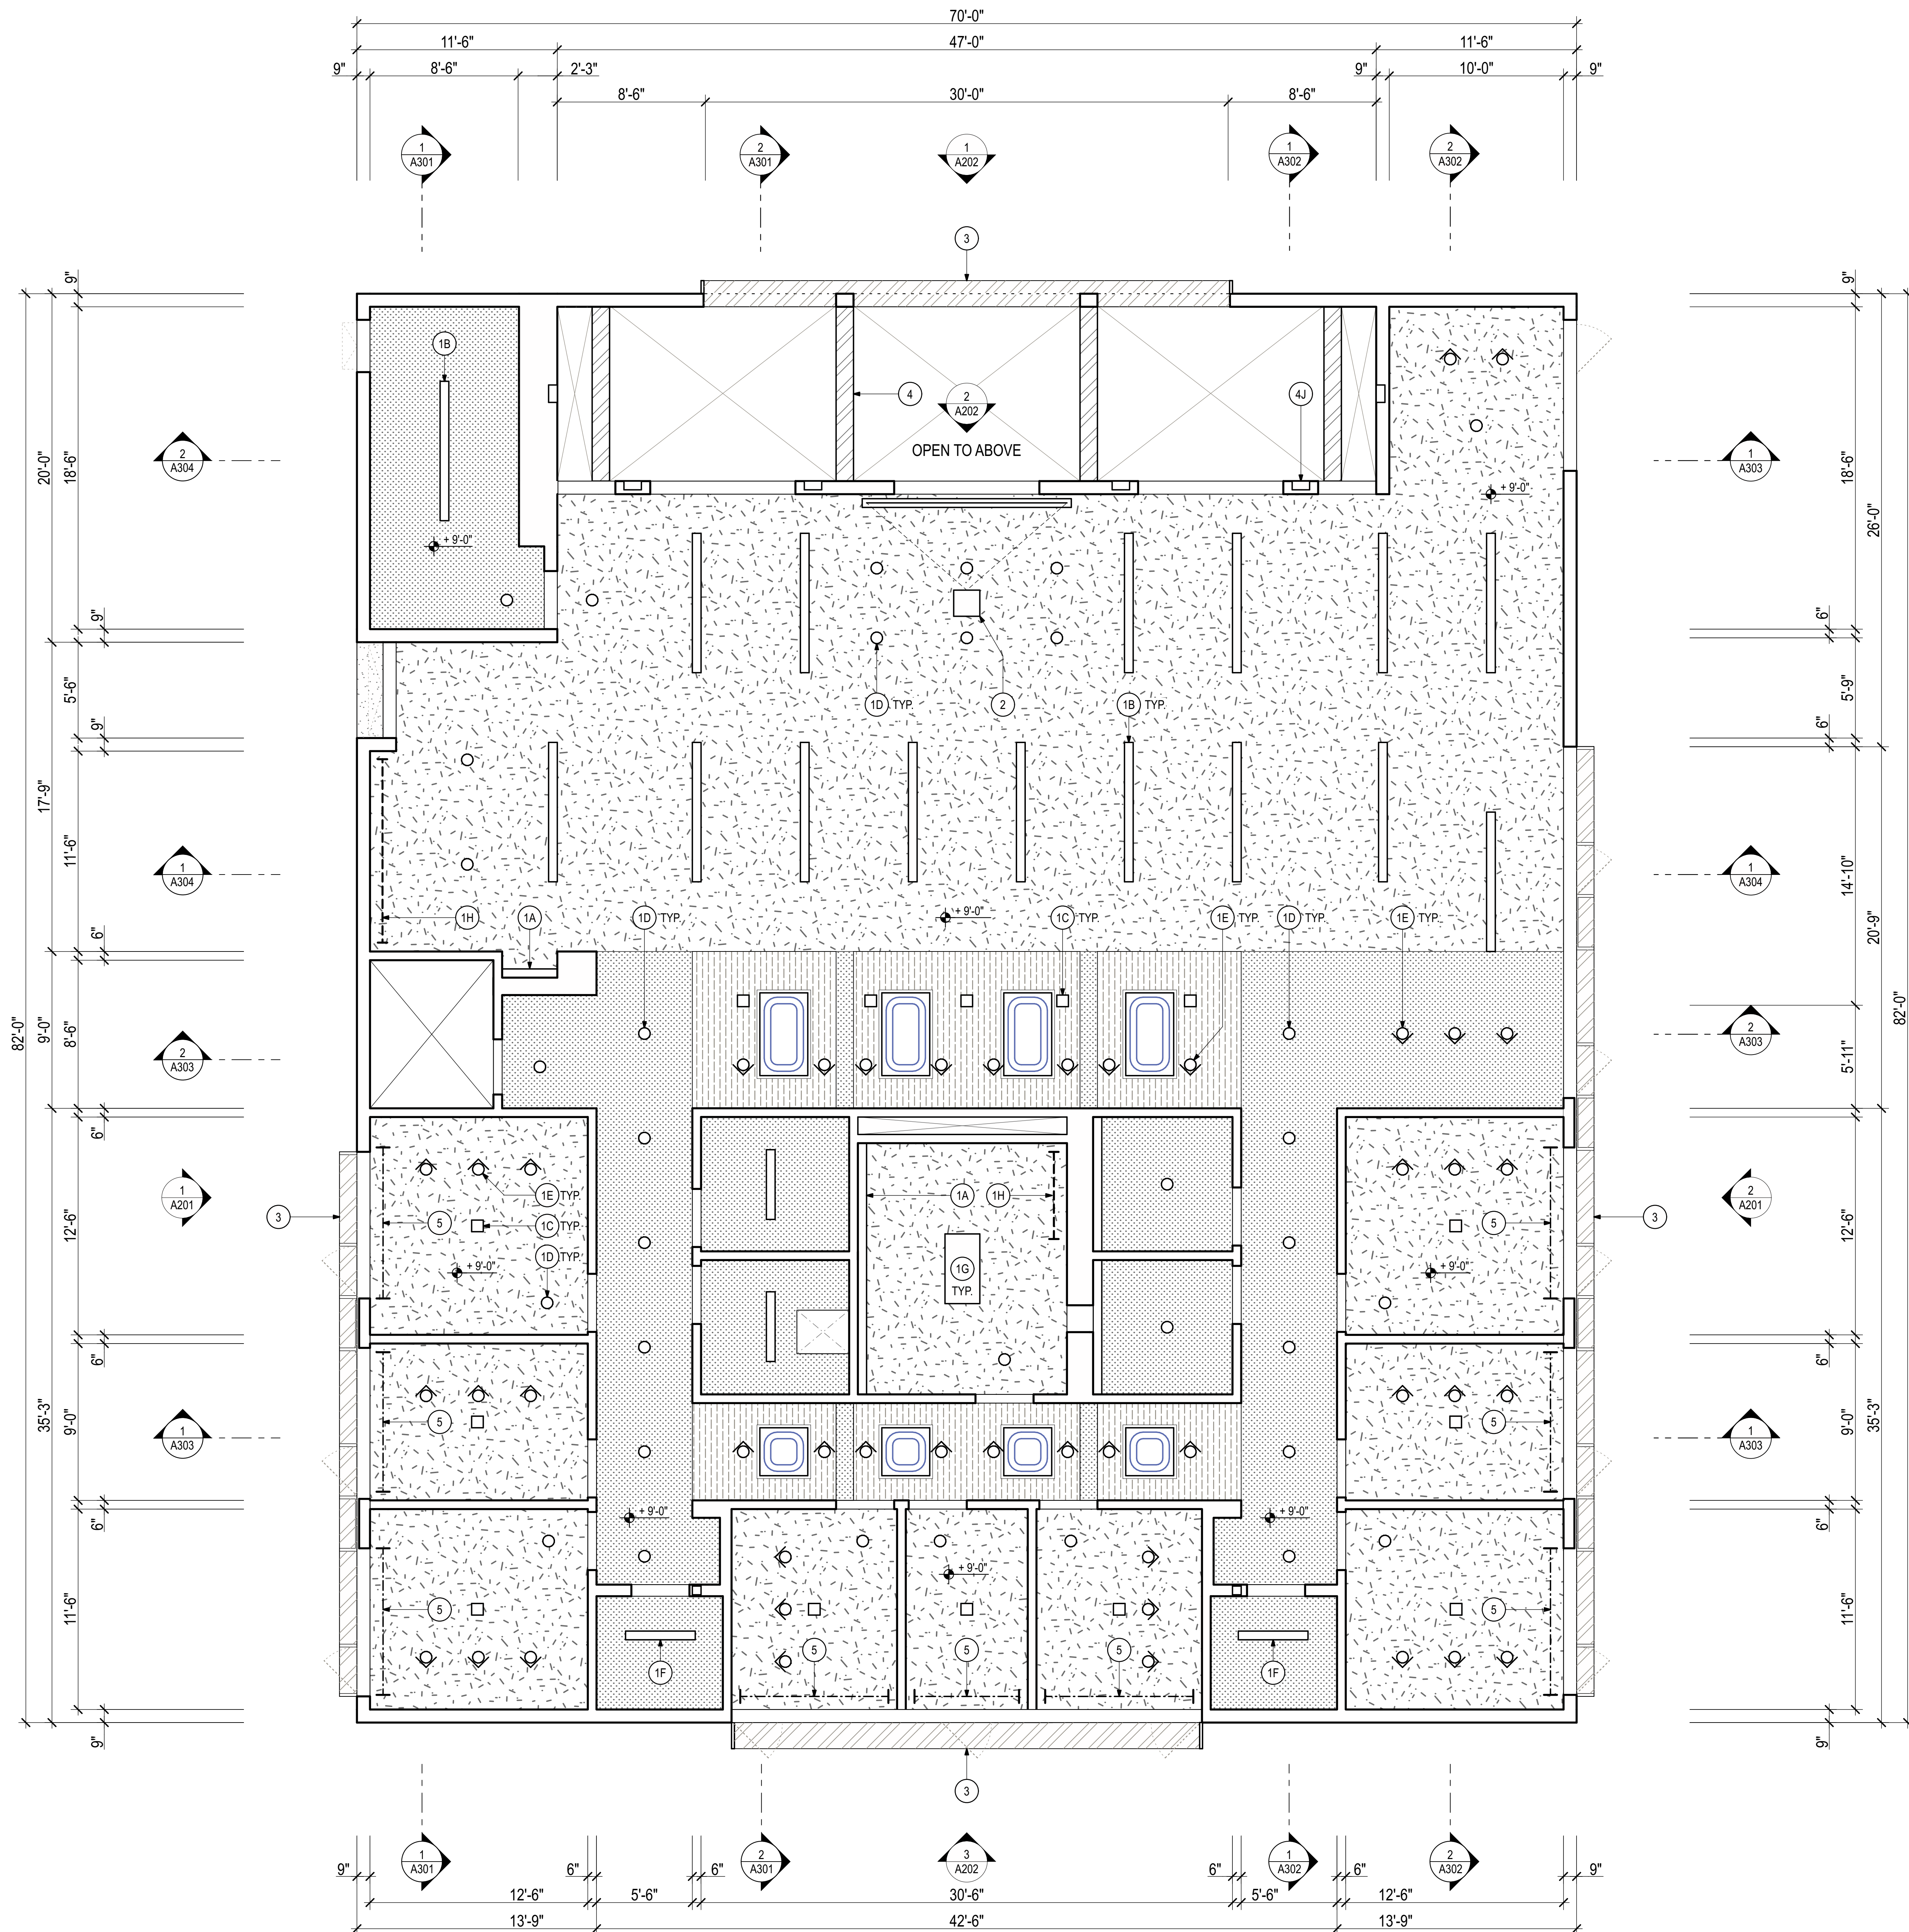 70'-0"
11'-6" 47'-0" 11'-6"
9" 8'-6" 2'-3" 9" 10'-0" 9"
8'-6" 30'-0" 8'-6"
1 A301
2 A301
1 A202
1 A302
2 A302
3
9" 9"
1B
4
2 A202
4J
OPEN TO ABOVE
2 A304
1 A303
20'-0" 18'-6" 18'-6"
+ 9'-0"
26'-0"
+ 9'-0"
9" 6"
5'-6" 5'-9"
1D TYP.
2
1B TYP.
9" 6"
17'-9" 11'-6" 14'-10"
1 A304
1 A304
1H
1A
1D TYP.
+ 9'-0"
1C TYP.
1E TYP.
1D TYP.
1E TYP.
20'-9"
6"
82'-0" 9'-0" 8'-6" 5'-11" 82'-0"
2 A303
2 A303
6"
1 A201
3
12'-6"
1E TYP.
5
1C TYP.
1D TYP.
+ 9'-0"
1A
1H
1G
TYP.
5
+ 9'-0"
3
2 A201
12'-6"
6" 6"
35'-3" 9'-0" 9'-0" 35'-3"
1 A303
5
5
1 A303
6" 6"
+ 9'-0"
+ 9'-0"
+ 9'-0"
11'-6" 11'-6"
5
1F
5
5
5
1F
5
9" 9"
3
1 A301
2 A301
3 A202
1 A302
2 A302
9" 6" 6" 6" 6" 9"
12'-6" 5'-6" 30'-6" 5'-6" 12'-6"
13'-9" 42'-6" 13'-9"